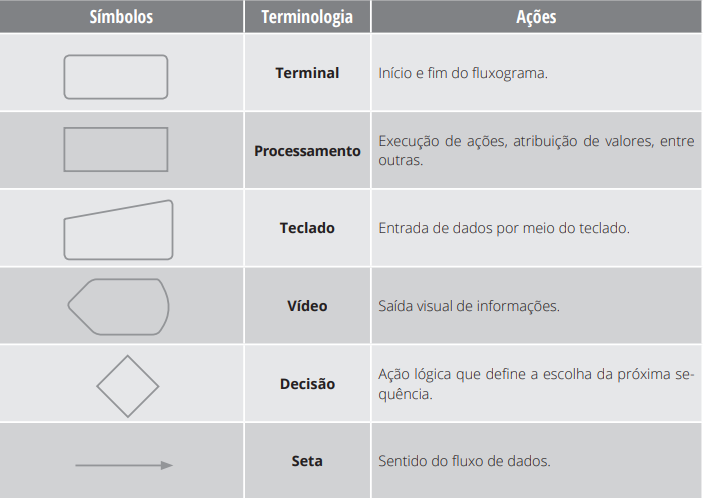 Símbolos Terminologia Ações
Terminal Início e fim do fluxograma.
Processamento Execução de ações, atribuição de valores, entre
outras.
Teclado Entrada de dados por meio do teclado.
Vídeo Saída visual de informações.
Decisão Ação lógica que define a escolha da próxima se-
quência.
Seta Sentido do fluxo de dados.